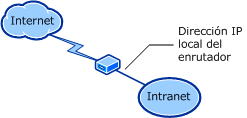 Internet
Dirección IP
local del
enrutador
Intranet